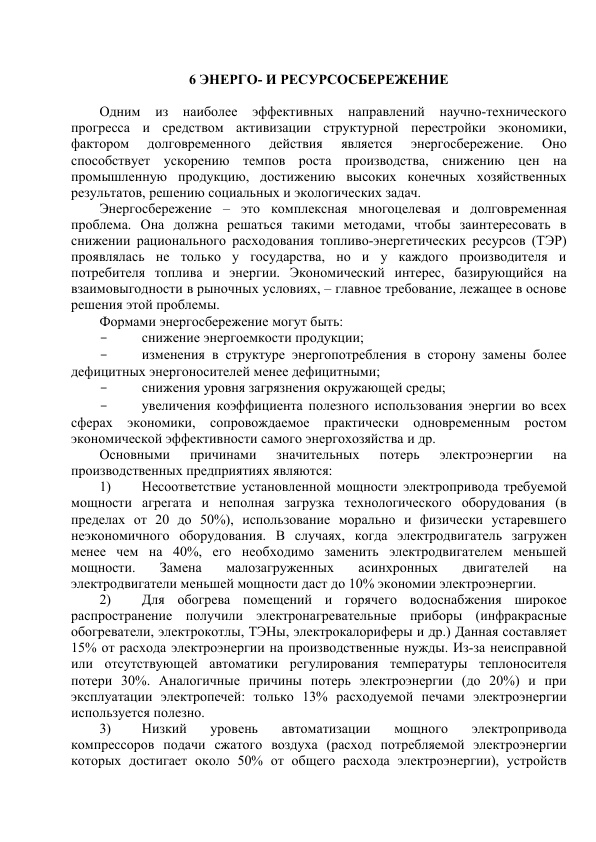 6 ЭНЕРГО- И РЕСУРСОСБЕРЕЖЕНИЕ
Одним из наиболее эффективных направлений научно-технического
прогресса и средством активизации структурной перестройки экономики,
фактором долговременного действия является энергосбережение. Оно
способствует ускорению темпов роста производства, снижению цен на
промышленную продукцию, достижению высоких конечных хозяйственных
результатов, решению социальных и экологических задач.
Энергосбережение – это комплексная многоцелевая и долговременная
проблема. Она должна решаться такими методами, чтобы заинтересовать в
снижении рационального расходования топливо-энергетических ресурсов (ТЭР)
проявлялась не только у государства, но и у каждого производителя и
потребителя топлива и энергии. Экономический интерес, базирующийся на
взаимовыгодности в рыночных условиях, – главное требование, лежащее в основе
решения этой проблемы.
Формами энергосбережение могут быть:
– снижение энергоемкости продукции;
– изменения в структуре энергопотребления в сторону замены более
дефицитных энергоносителей менее дефицитными;
– снижения уровня загрязнения окружающей среды;
– увеличения коэффициента полезного использования энергии во всех
сферах экономики, сопровождаемое практически одновременным ростом
экономической эффективности самого энергохозяйства и др.
Основными причинами значительных потерь электроэнергии на
производственных предприятиях являются:
1) Несоответствие установленной мощности электропривода требуемой
мощности агрегата и неполная загрузка технологического оборудования (в
пределах от 20 до 50%), использование морально и физически устаревшего
неэкономичного оборудования. В случаях, когда электродвигатель загружен
менее чем на 40%, его необходимо заменить электродвигателем меньшей
мощности. Замена малозагруженных асинхронных двигателей на
электродвигатели меньшей мощности даст до 10% экономии электроэнергии.
2) Для обогрева помещений и горячего водоснабжения широкое
распространение получили электронагревательные приборы (инфракрасные
обогреватели, электрокотлы, ТЭНы, электрокалориферы и др.) Данная составляет
15% от расхода электроэнергии на производственные нужды. Из-за неисправной
или отсутствующей автоматики регулирования температуры теплоносителя
потери 30%. Аналогичные причины потерь электроэнергии (до 20%) и при
эксплуатации электропечей: только 13% расходуемой печами электроэнергии
используется полезно.
3) Низкий уровень автоматизации мощного электропривода
компрессоров подачи сжатого воздуха (расход потребляемой электроэнергии
которых достигает около 50% от общего расхода электроэнергии), устройств